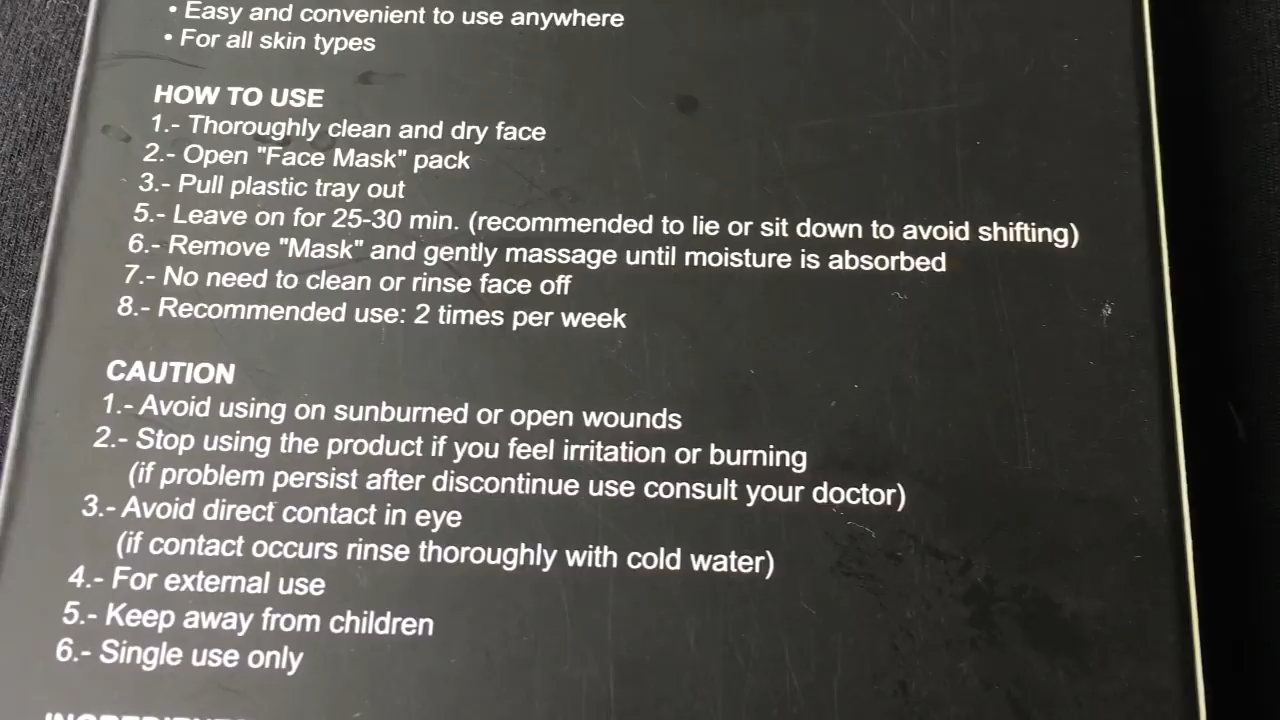 • Easy and convenient to use anywhere
• For all skin types
HOW TO USE
1.- Thoroughly clean and dry face
2.- Open "Face Mask" pack
3.- Pull plastic tray out
5.- Leave on for 25-30 min. (recommended to lie or sit down to avoid shifting)
6.- Remove "Mask" and gently massage until moisture is absorbed
7.- No need to clean or rinse face off
8.- Recommended use: 2 times per week
CAUTION
1.- Avoid using on sunburned or open wounds
2.- Stop using the product if you feel irritation or burning
(if problem persist after discontinue use consult your doctor)
3.- Avoid direct contact in eye
(if contact occurs rinse thoroughly with cold water)
4.- For external use
5.- Keep away from children
6.- Single use only